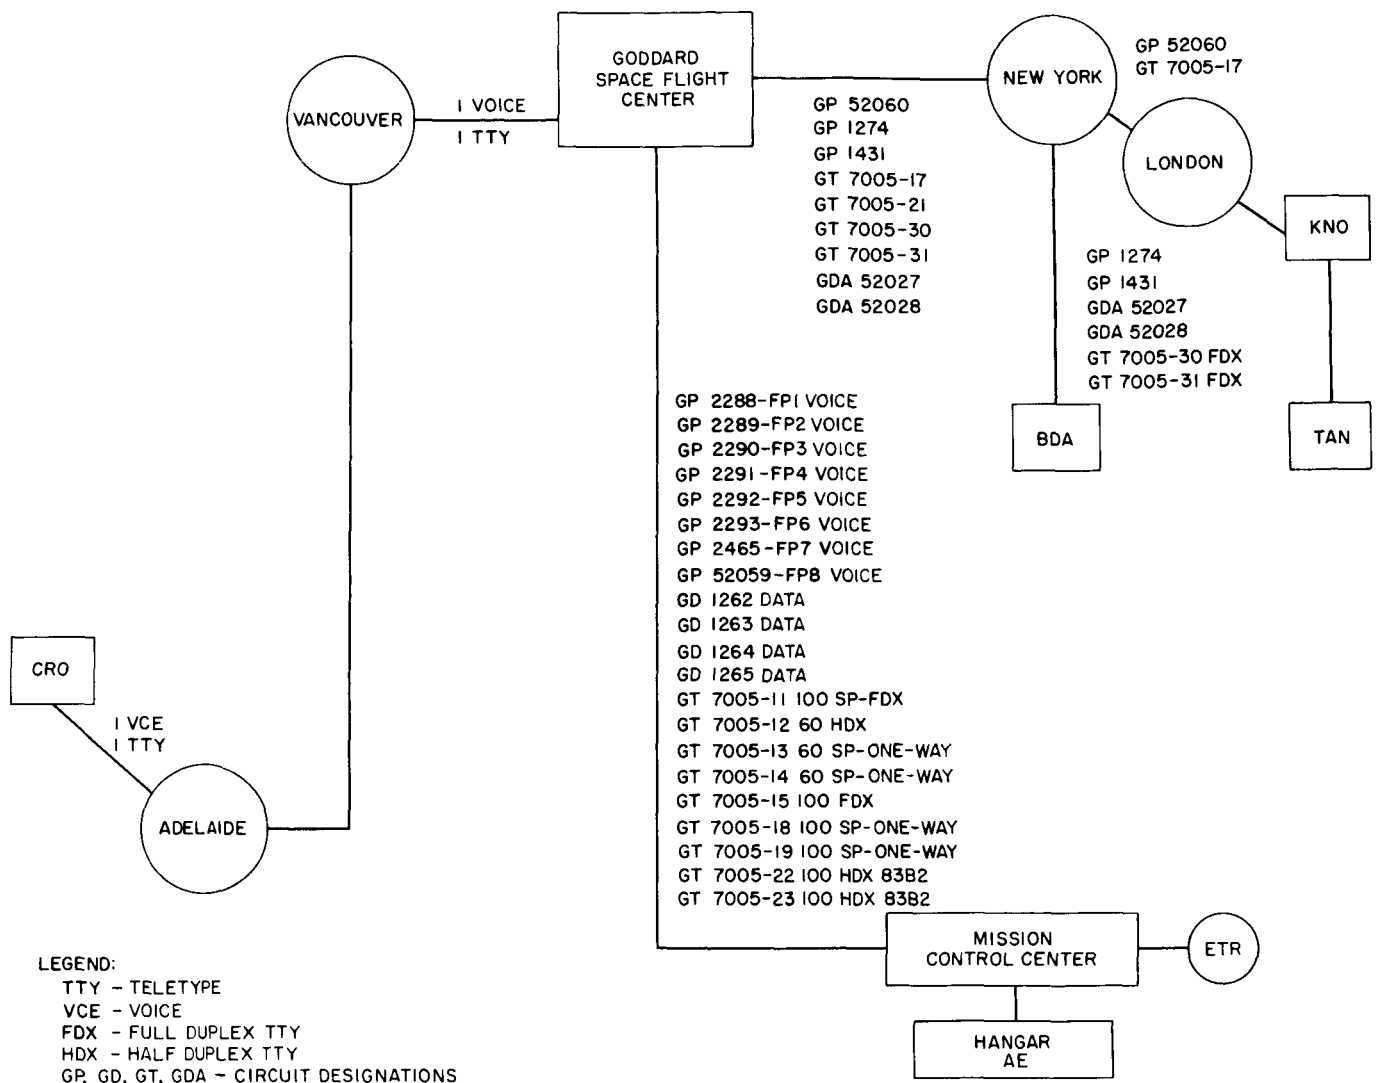 GODDARD
SPACE FLIGHT
CENTER
VANCOUVER
1 VOICE
1 TTY
NEW YORK
GP 52060
GT 7005-17
LONDON
KNO
TAN
GP 52060
GP 1274
GP 1431
GT 7005-17
GT 7005-21
GT 7005-30
GT 7005-31
GDA 52027
GDA 52028
GP 1274
GP 1431
GDA 52027
GDA 52028
GT 7005-30 FDX
GT 7005-31 FDX
BDA
GP 2288-FP1 VOICE
GP 2289-FP2 VOICE
GP 2290-FP3 VOICE
GP 2291-FP4 VOICE
GP 2292-FP5 VOICE
GP 2293-FP6 VOICE
GP 2465-FP7 VOICE
GP 52059-FP8 VOICE
GD 1262 DATA
GD 1263 DATA
GD 1264 DATA
GD 1265 DATA
GT 7005-11 100 SP-FDX
GT 7005-12 60 HDX
GT 7005-13 60 SP-ONE-WAY
GT 7005-14 60 SP-ONE-WAY
GT 7005-15 100 FDX
GT 7005-18 100 SP-ONE-WAY
GT 7005-19 100 SP-ONE-WAY
GT 7005-22 100 HDX 83B2
GT 7005-23 100 HDX 83B2
CRO
1 VCE
1 TTY
ADELAIDE
MISSION
CONTROL CENTER
ETR
HANGAR
AE
LEGEND:
TTY - TELETYPE
VCE - VOICE
FDX - FULL DUPLEX TTY
HDX - HALF DUPLEX TTY
GP, GD, GT, GDA - CIRCUIT DESIGNATIONS